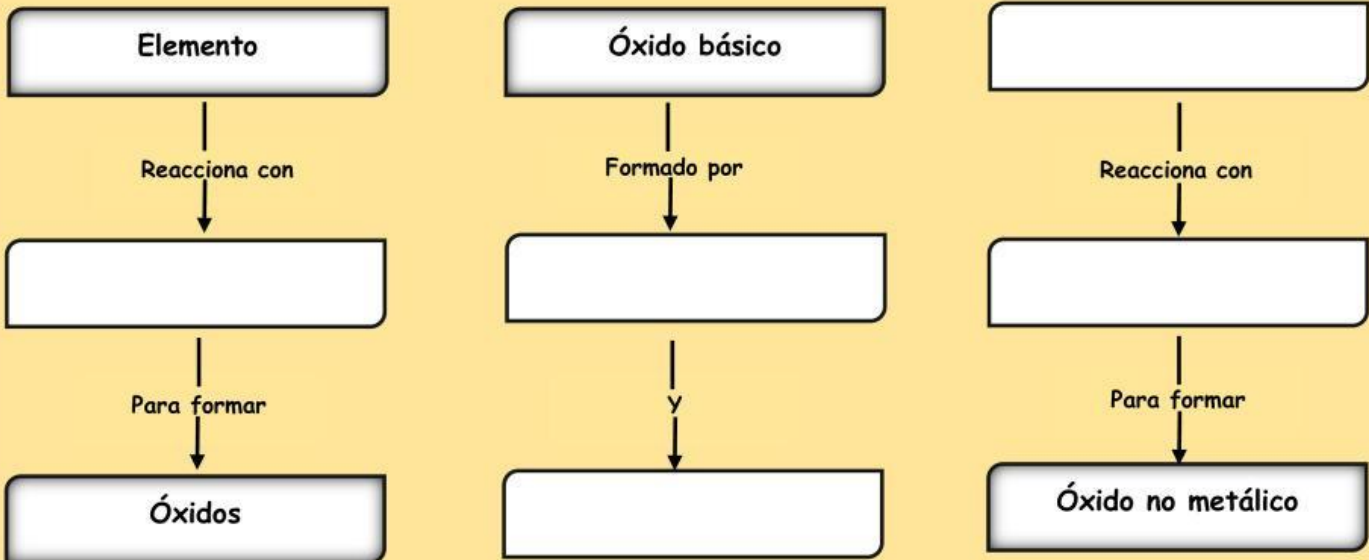 Elemento
Reacciona con
Para formar
Óxidos
Óxido básico
Formado por
y
Reacciona con
Para formar
Óxido no metálico